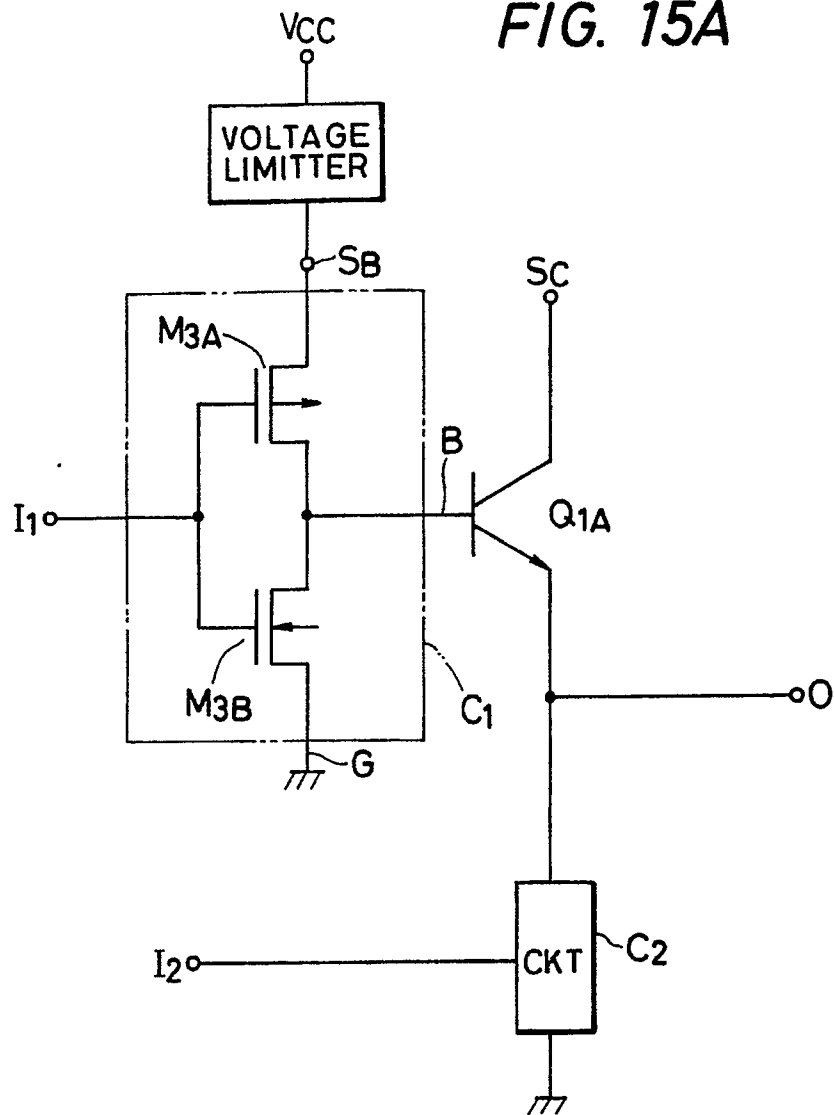 FIG. 15A
VCC
VOLTAGE
LIMITTER
SB
SC
M3A
B
I1
Q1A
M3B
C1
O
G
I2
CKT
C2